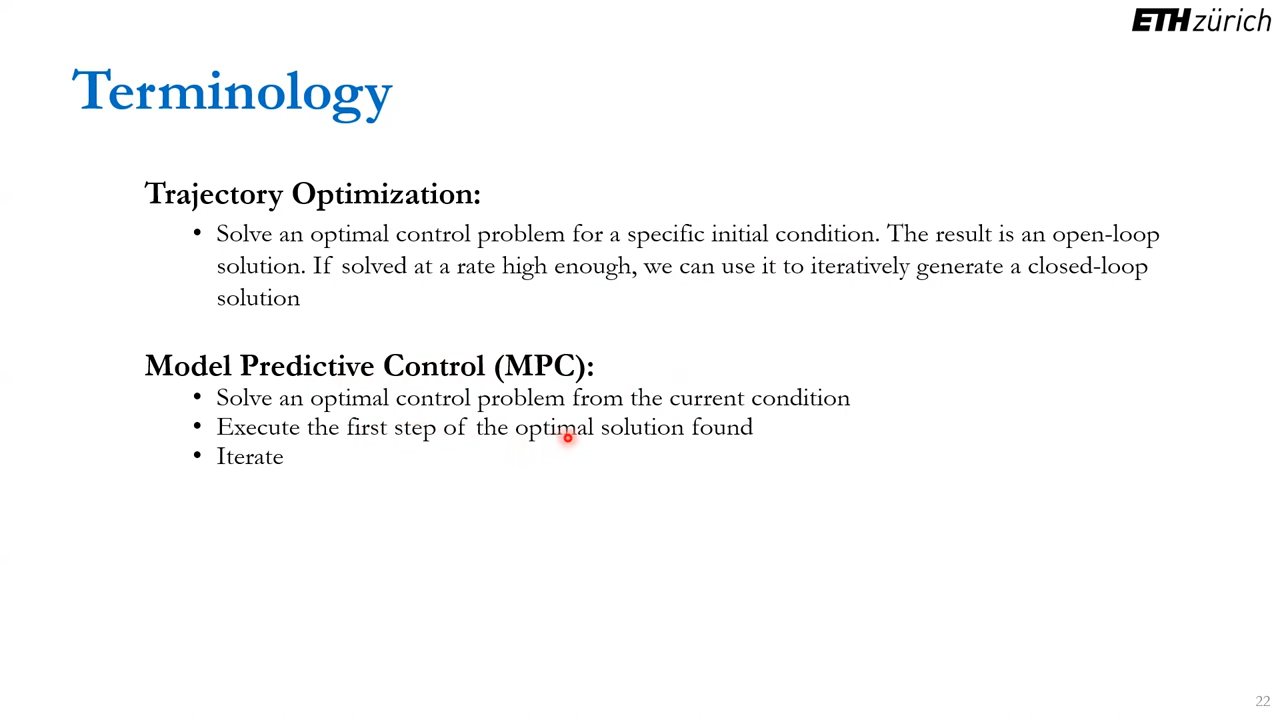 ETH zürich
Terminology
Trajectory Optimization:
• Solve an optimal control problem for a specific initial condition. The result is an open-loop
solution. If solved at a rate high enough, we can use it to iteratively generate a closed-loop
solution
Model Predictive Control (MPC):
• Solve an optimal control problem from the current condition
• Execute the first step of the optimal solution found
• Iterate
22